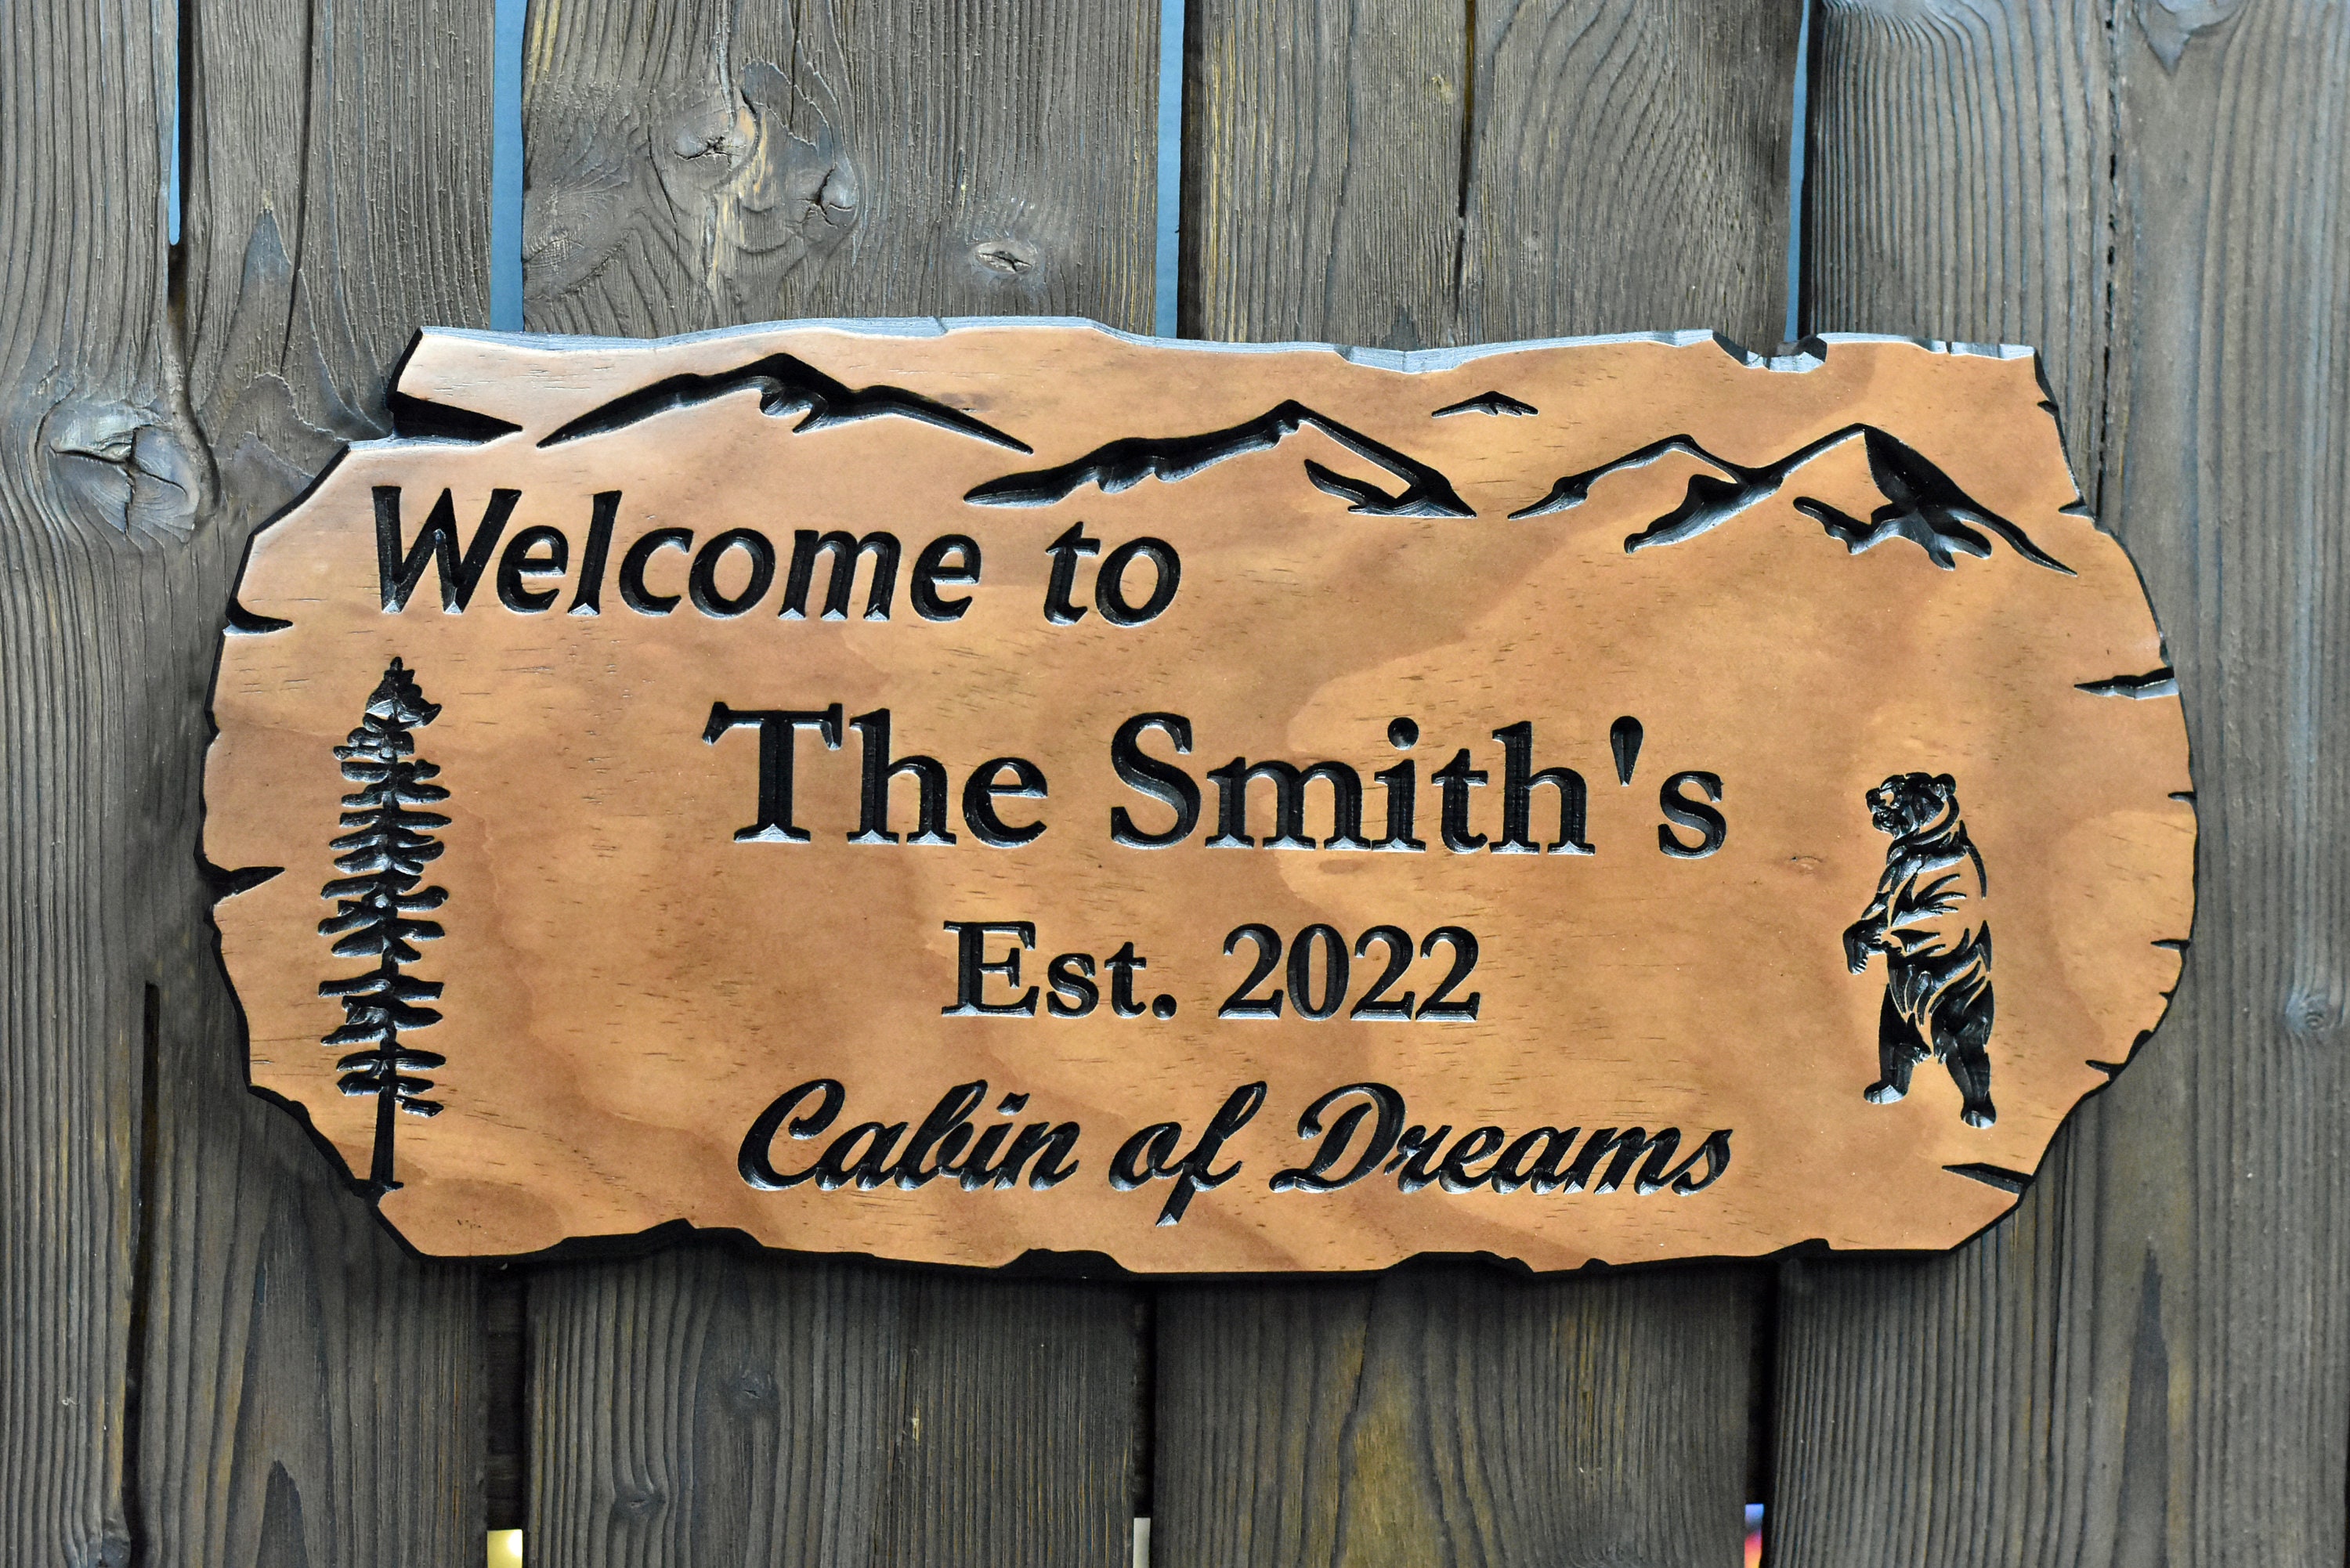 Welcome to
The Smith's
Est. 2022
Cabin of Dreams